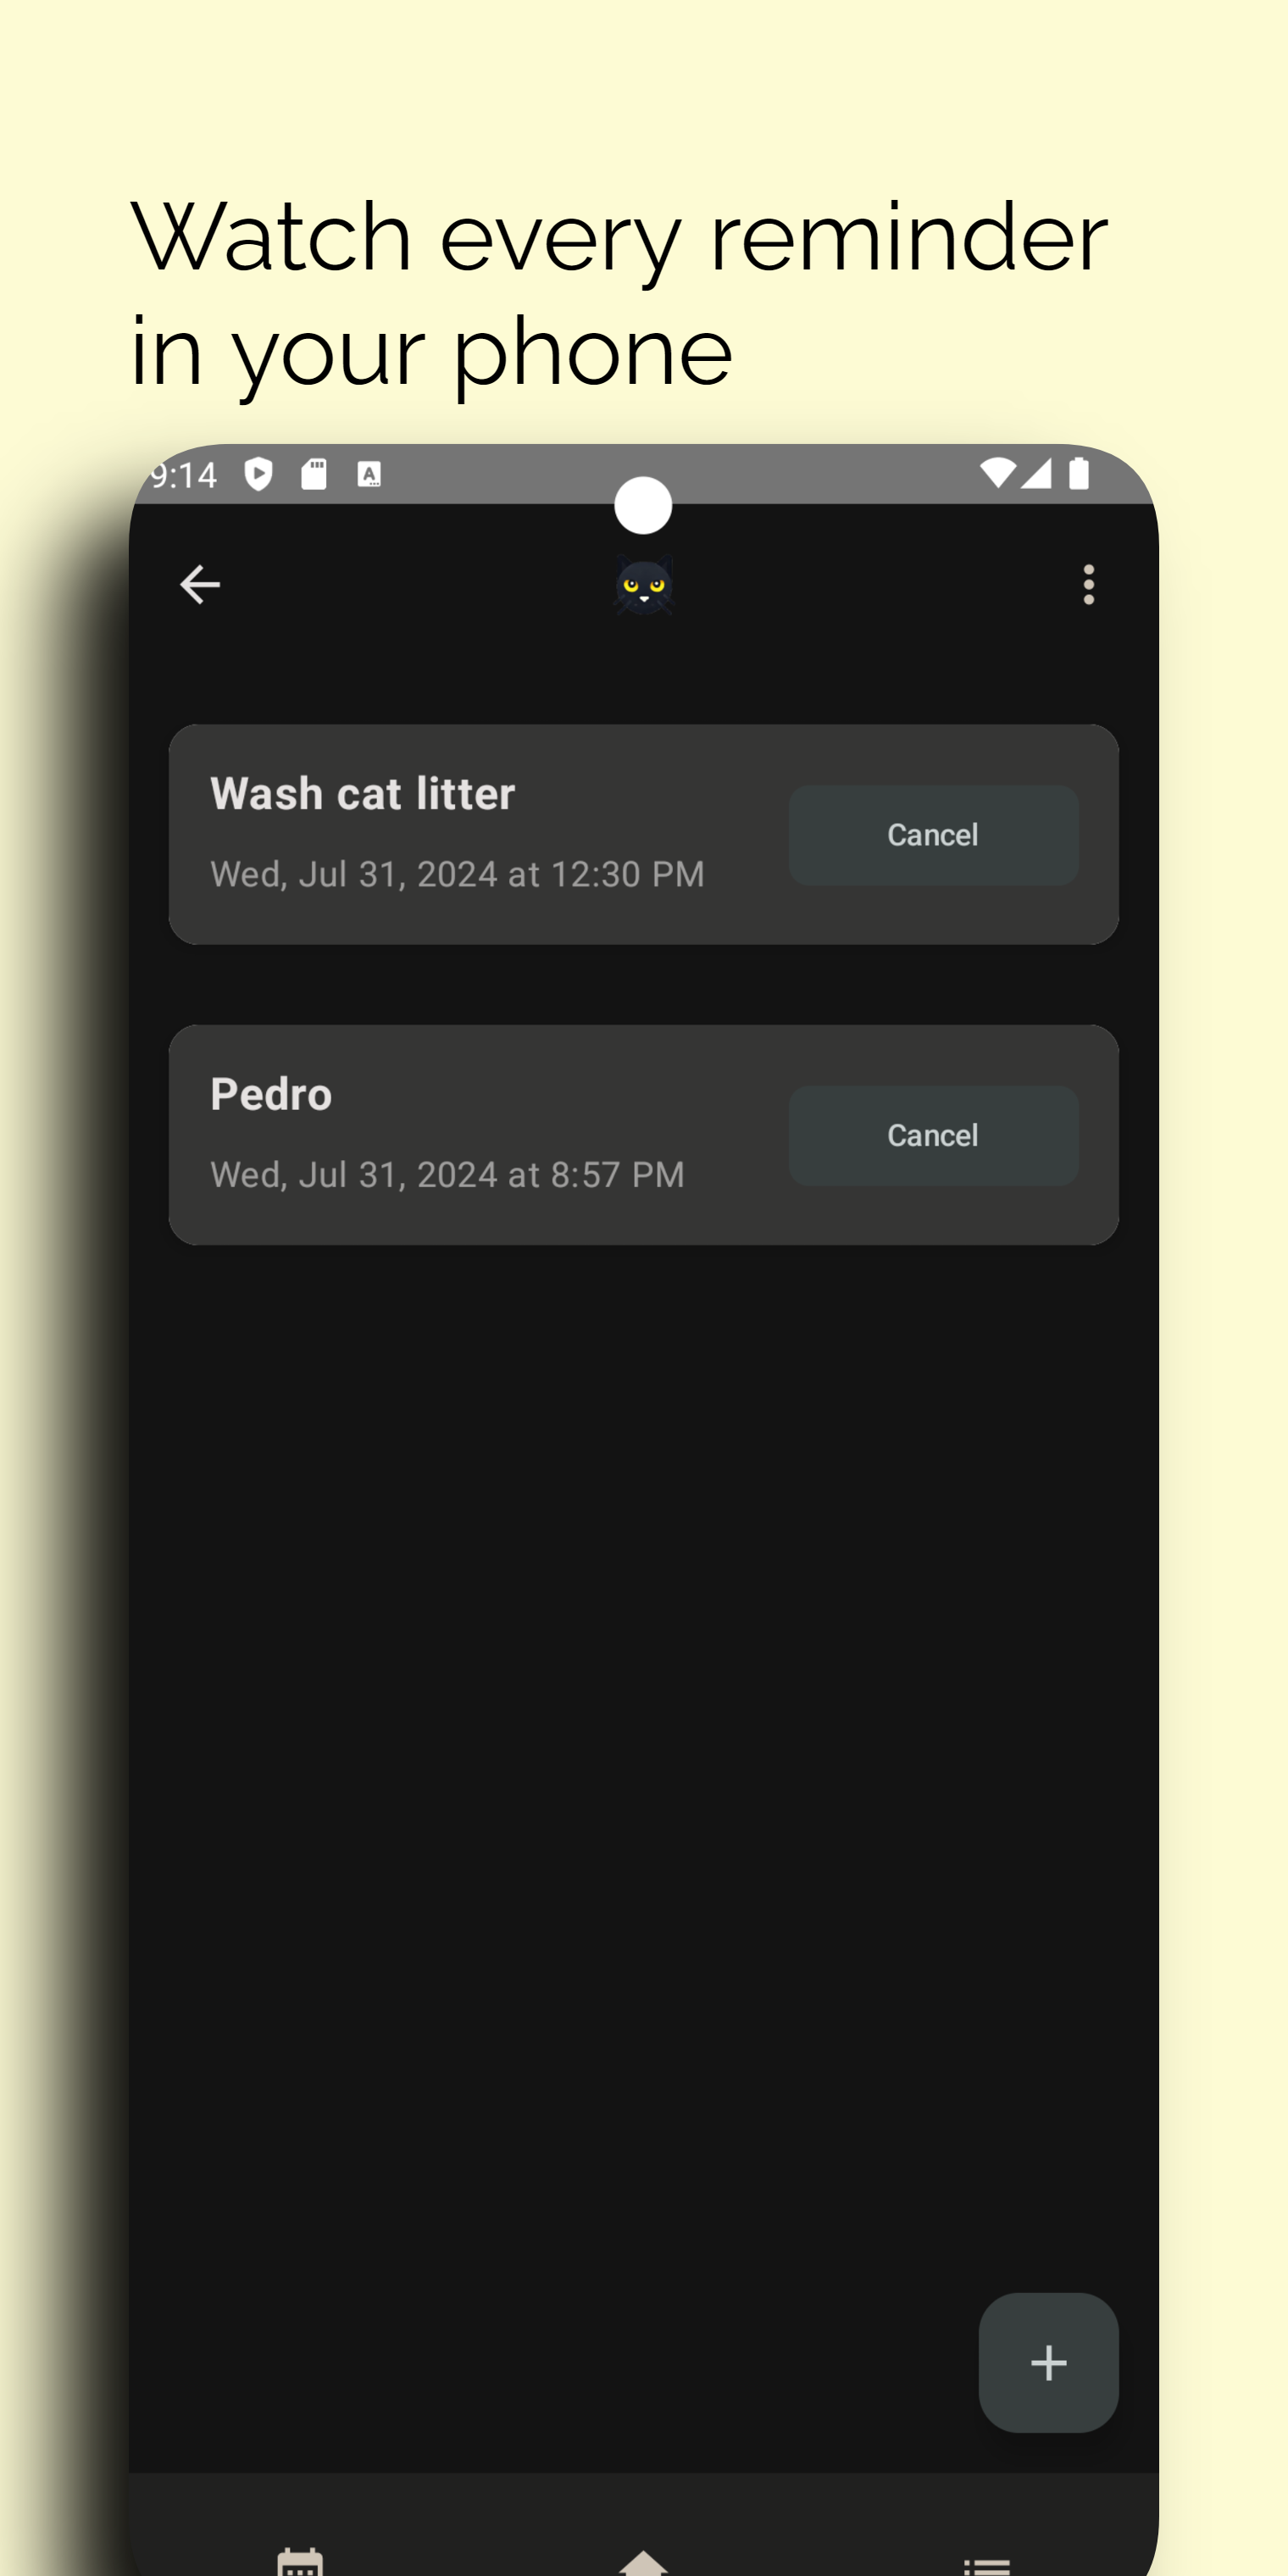 Watch every reminder
in your phone
9:14
Wash cat litter
Wed, Jul 31, 2024 at 12:30 PM
Cancel
Pedro
Wed, Jul 31, 2024 at 8:57 PM
Cancel